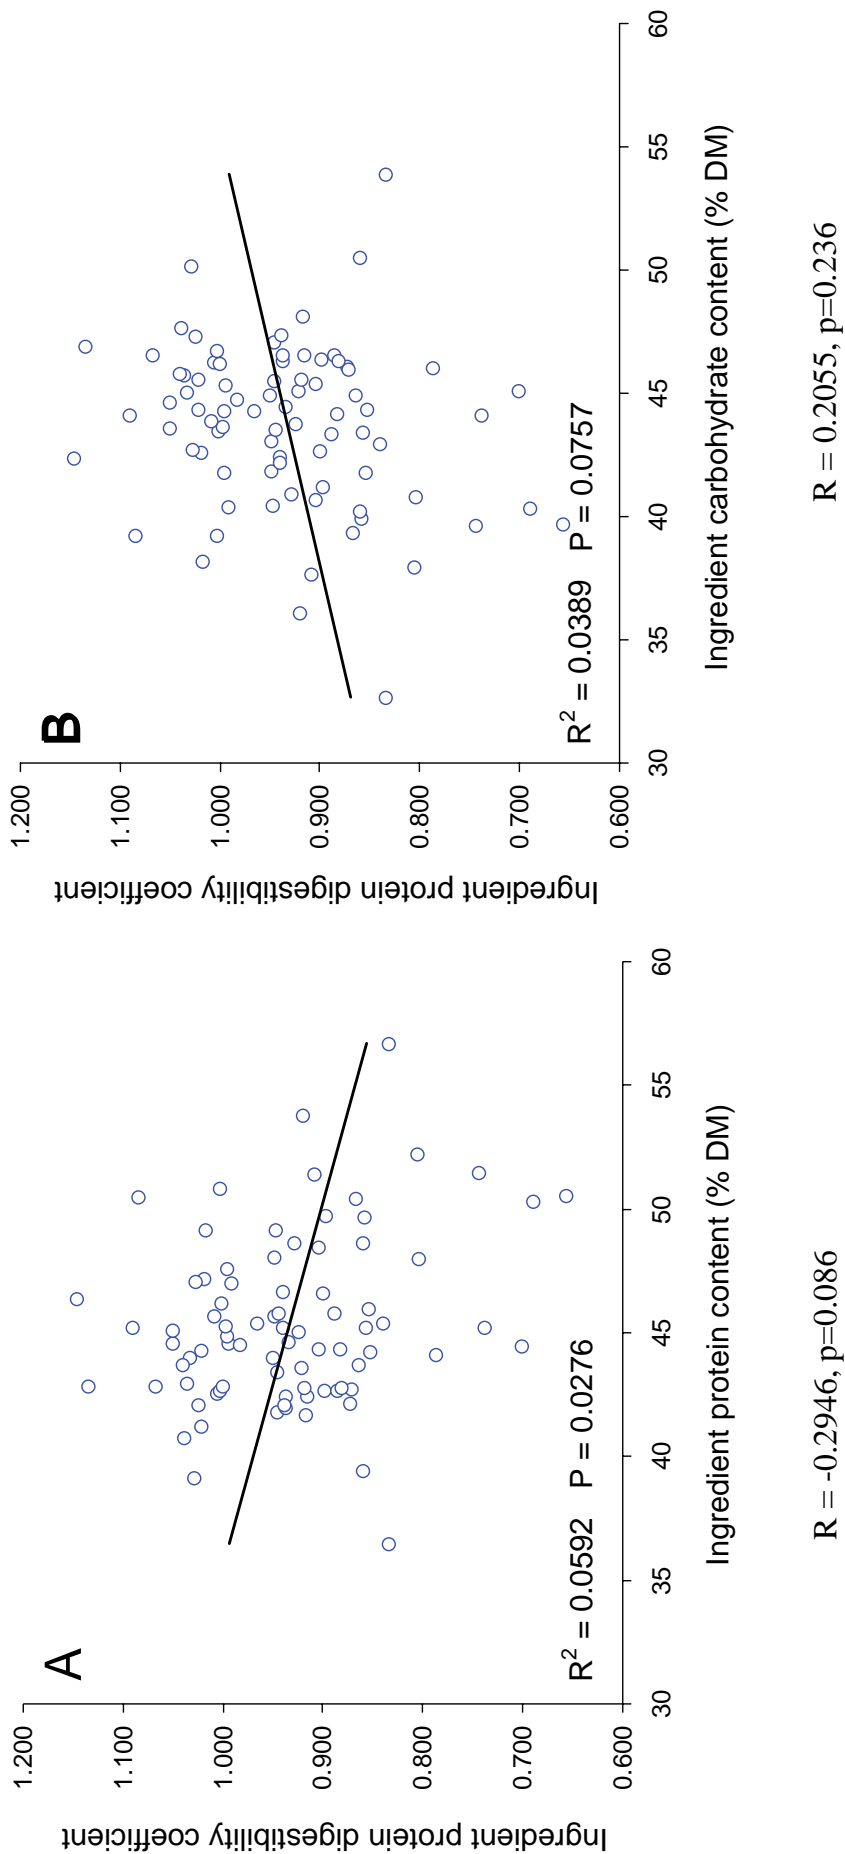 A
Ingredient protein digestibility coefficient
1.200
1.100
1.000
0.900
0.800
0.700
0.600
30 35 40 45 50 55 60
R² = 0.0592 P = 0.0276
Ingredient protein content (% DM)
R = -0.2946, p=0.086
B
Ingredient protein digestibility coefficient
1.200
1.100
1.000
0.900
0.800
0.700
0.600
30 35 40 45 50 55 60
R² = 0.0389 P = 0.0757
Ingredient carbohydrate content (% DM)
R = 0.2055, p=0.236